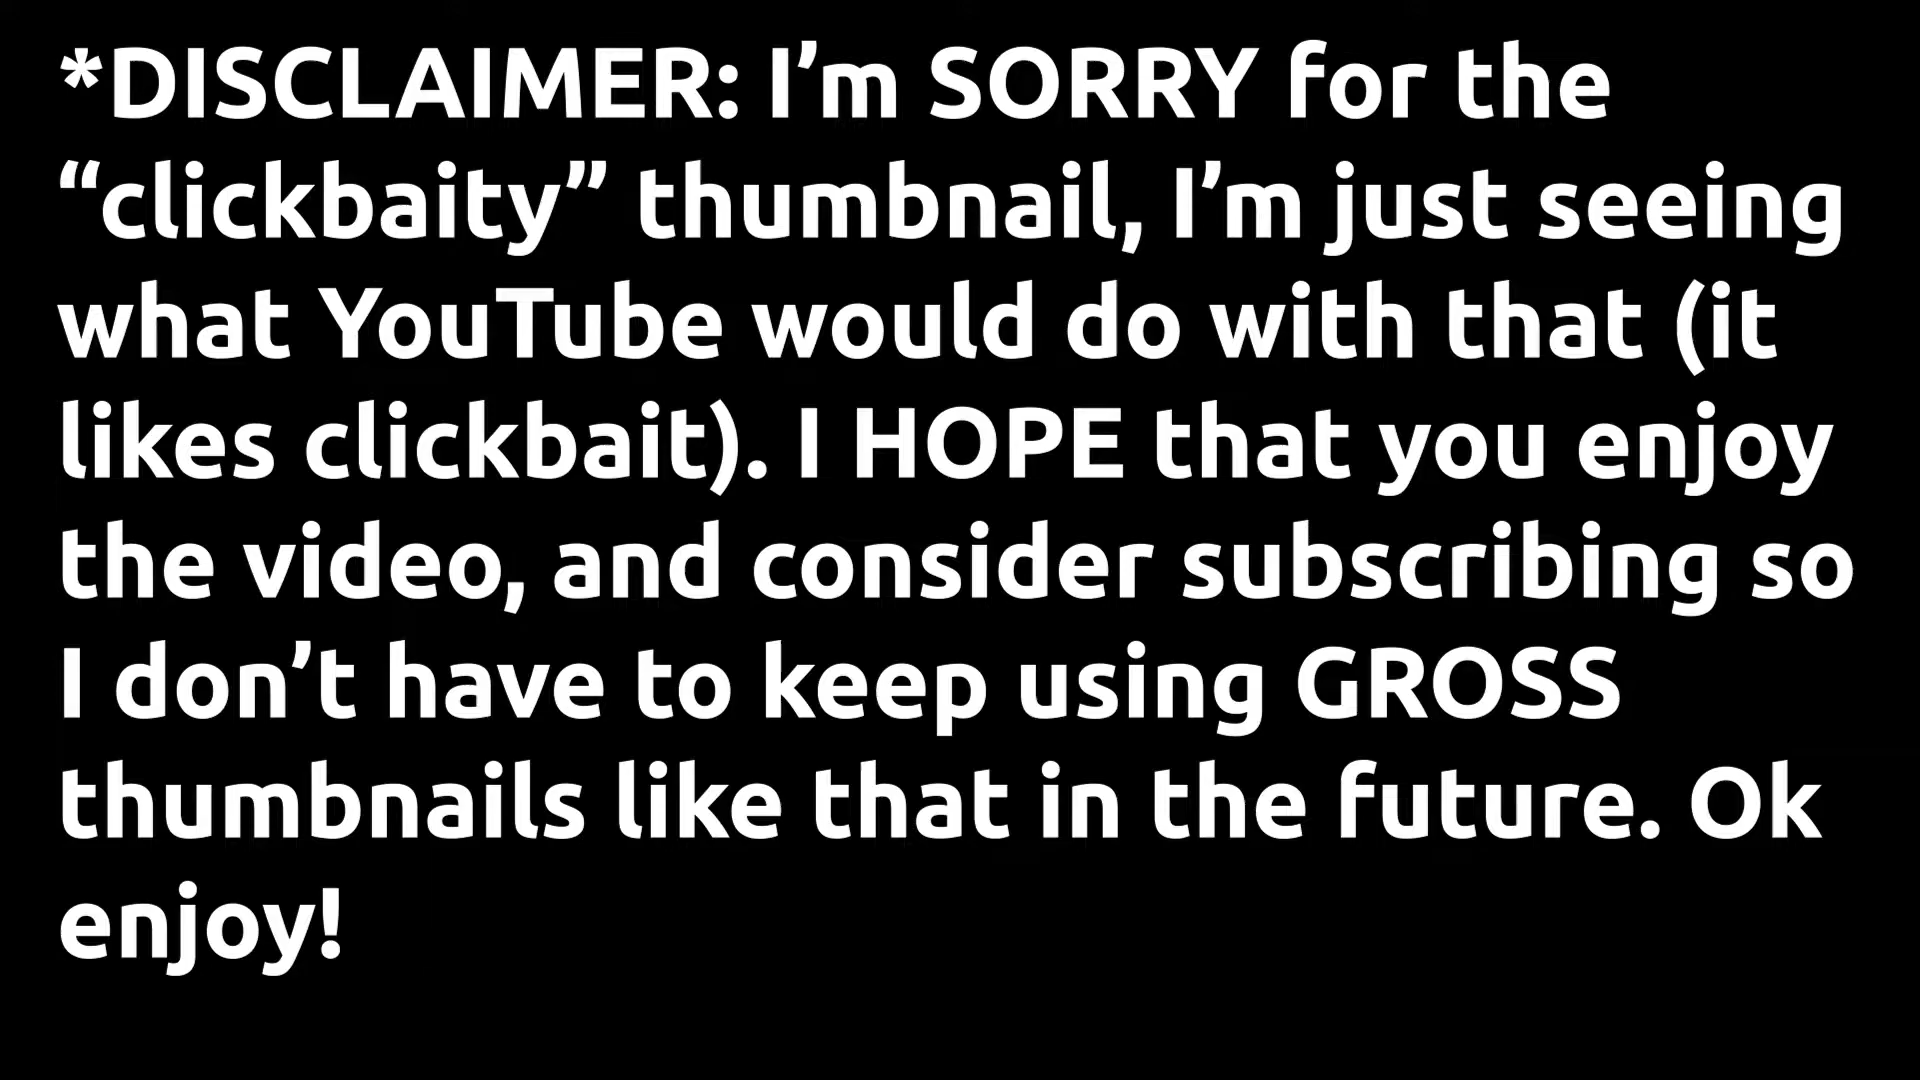 *DISCLAIMER: I’m SORRY for the
“clickbaity” thumbnail, I’m just seeing
what YouTube would do with that (it
likes clickbait). I HOPE that you enjoy
the video, and consider subscribing so
I don’t have to keep using GROSS
thumbnails like that in the future. Ok
enjoy!